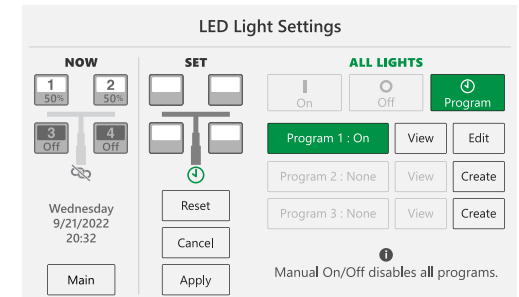 LED Light Settings
NOW
1
50%
2
50%
3
Off
4
Off
Wednesday
9/21/2022
20:32
Main
SET
Reset
Cancel
Apply
ALL LIGHTS
On
Off
Program
Program 1 : On
View
Edit
Program 2 : None
View
Create
Program 3 : None
View
Create
Manual On/Off disables all programs.